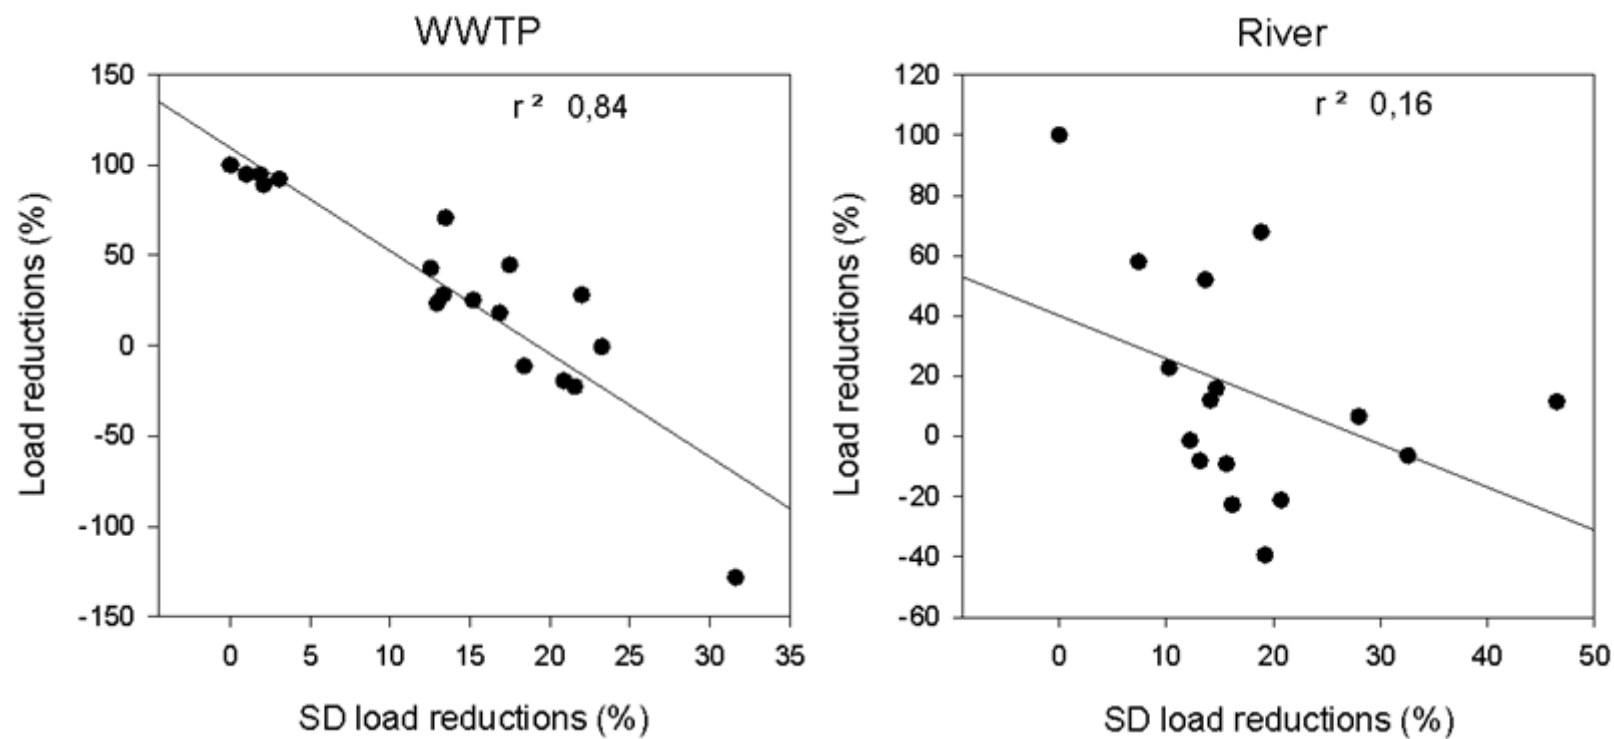 WWTP
r ² 0,84
150
100
50
0
-50
-100
-150
Load reductions (%)
0 5 10 15 20 25 30 35
SD load reductions (%)
River
r ² 0,16
120
100
80
60
40
20
0
-20
-40
-60
Load reductions (%)
0 10 20 30 40 50
SD load reductions (%)